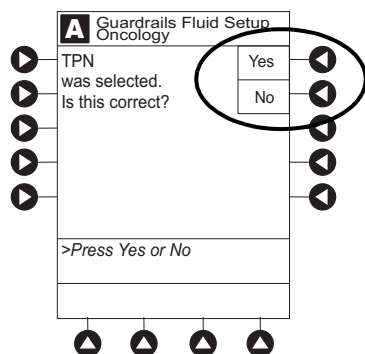 A Guardrails Fluid Setup
Oncology
TPN
was selected.
Is this correct?
Yes
No
>Press Yes or No